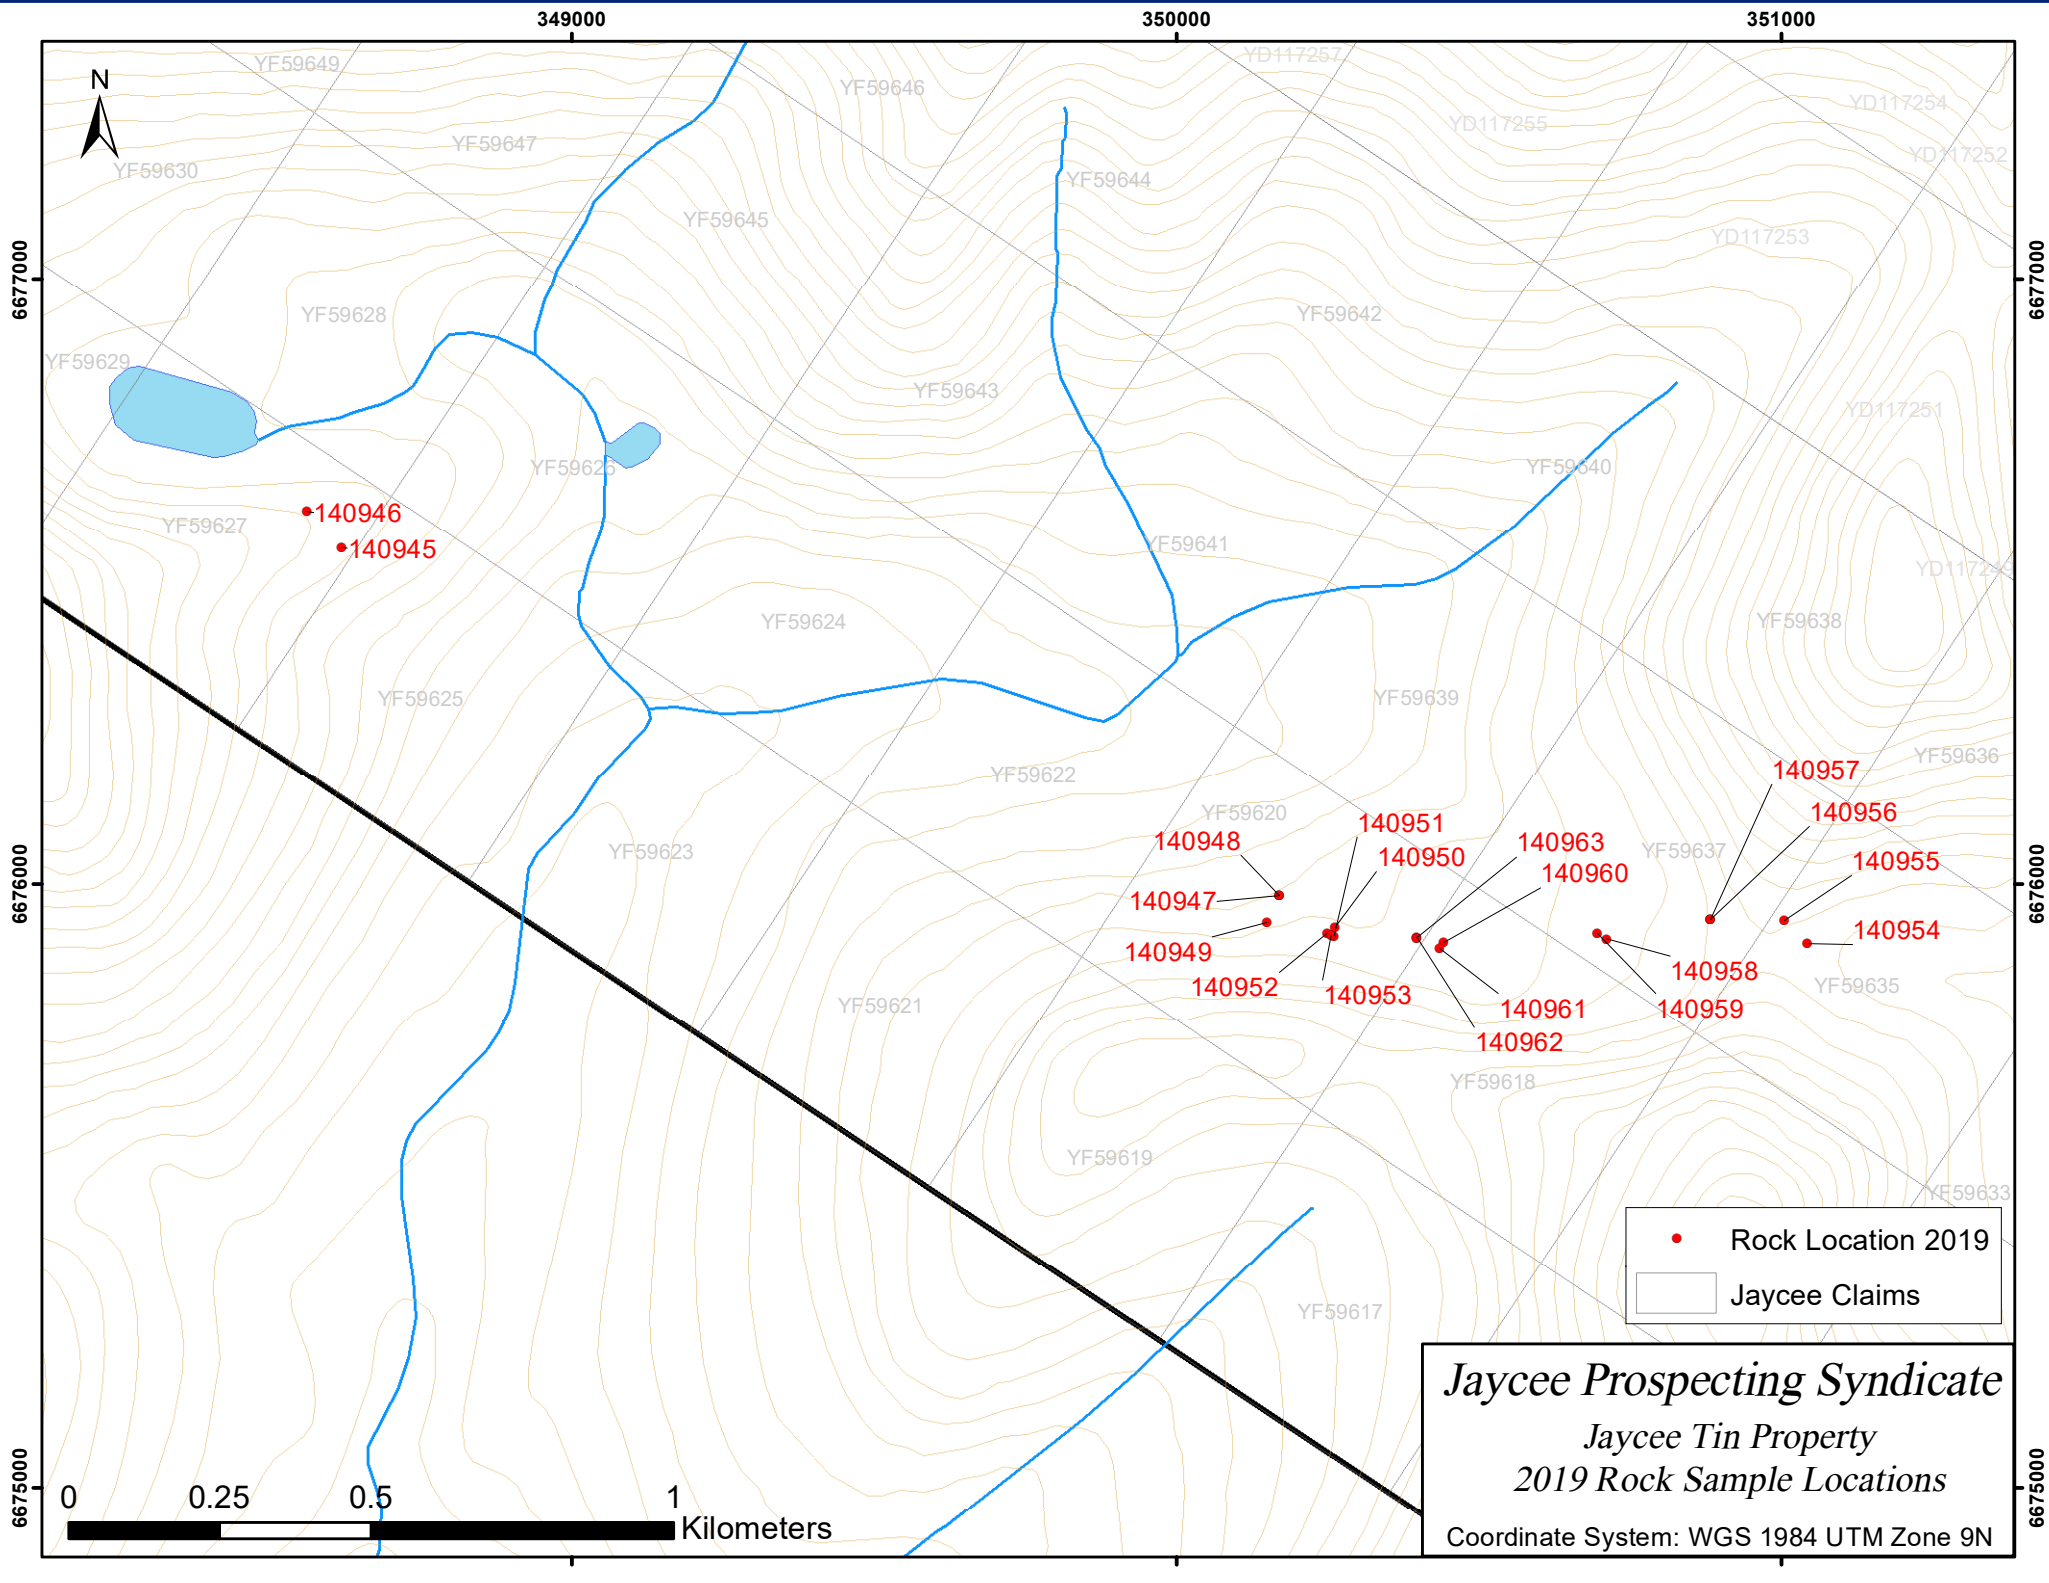 349000
350000
351000
N
YF59649
YF59646
YD117257
YD117254
YD117255
YF59647
YD117252
YF59630
YF59644
YF59645
YD117253
6677000
6677000
YF59628
YF59642
YF59629
YF59643
YD117251
YF59626
YF59640
140946
YF59627
YF59641
140945
YD117249
YF59624
YF59638
YF59625
YF59639
YF59636
140957
YF59622
YF59620
140956
140951
140948
140963
YF59623
YF59637
140950
140955
140960
6676000
6676000
140947
140954
140949
140958
140952
YF59635
140953
YF59621
140961
140959
140962
YF59618
YF59619
YF59633
Rock Location 2019
Jaycee Claims
YF59617
Jaycee Prospecting Syndicate
Jaycee Tin Property
2019 Rock Sample Locations
Coordinate System: WGS 1984 UTM Zone 9N
6675000
6675000
0 0.25 0.5 1
Kilometers